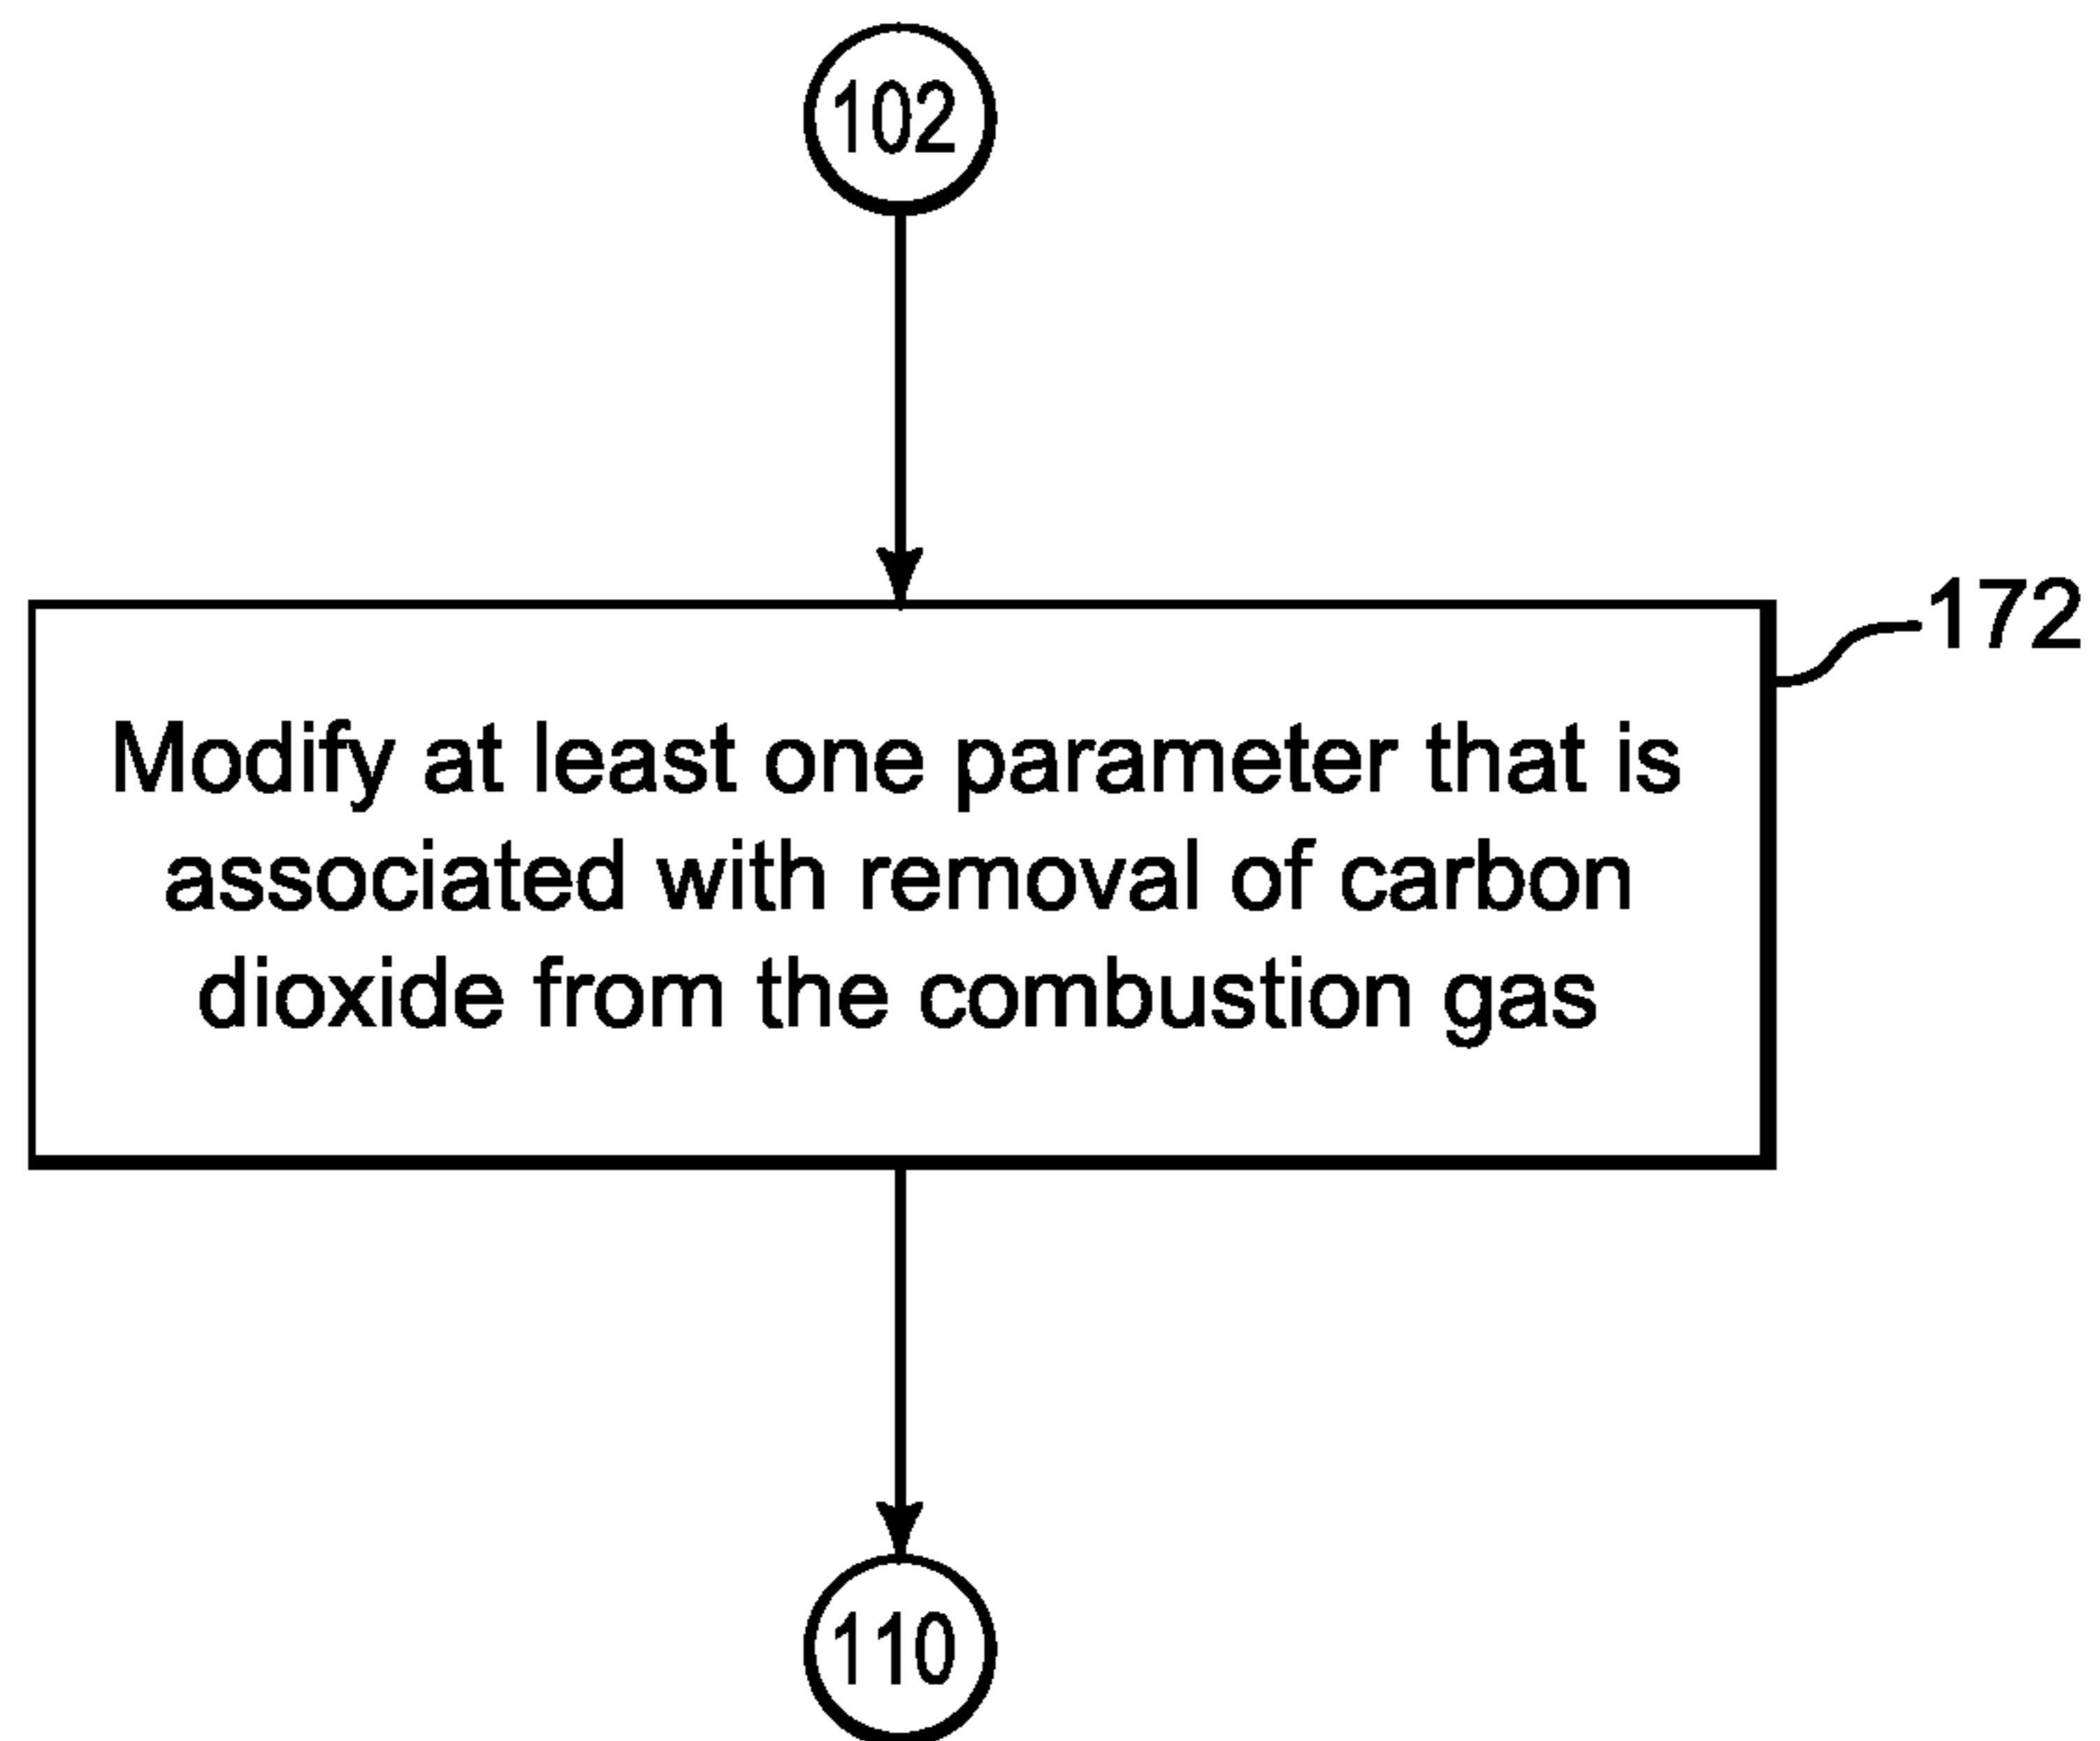 102
172
Modify at least one parameter that is
associated with removal of carbon
dioxide from the combustion gas
110